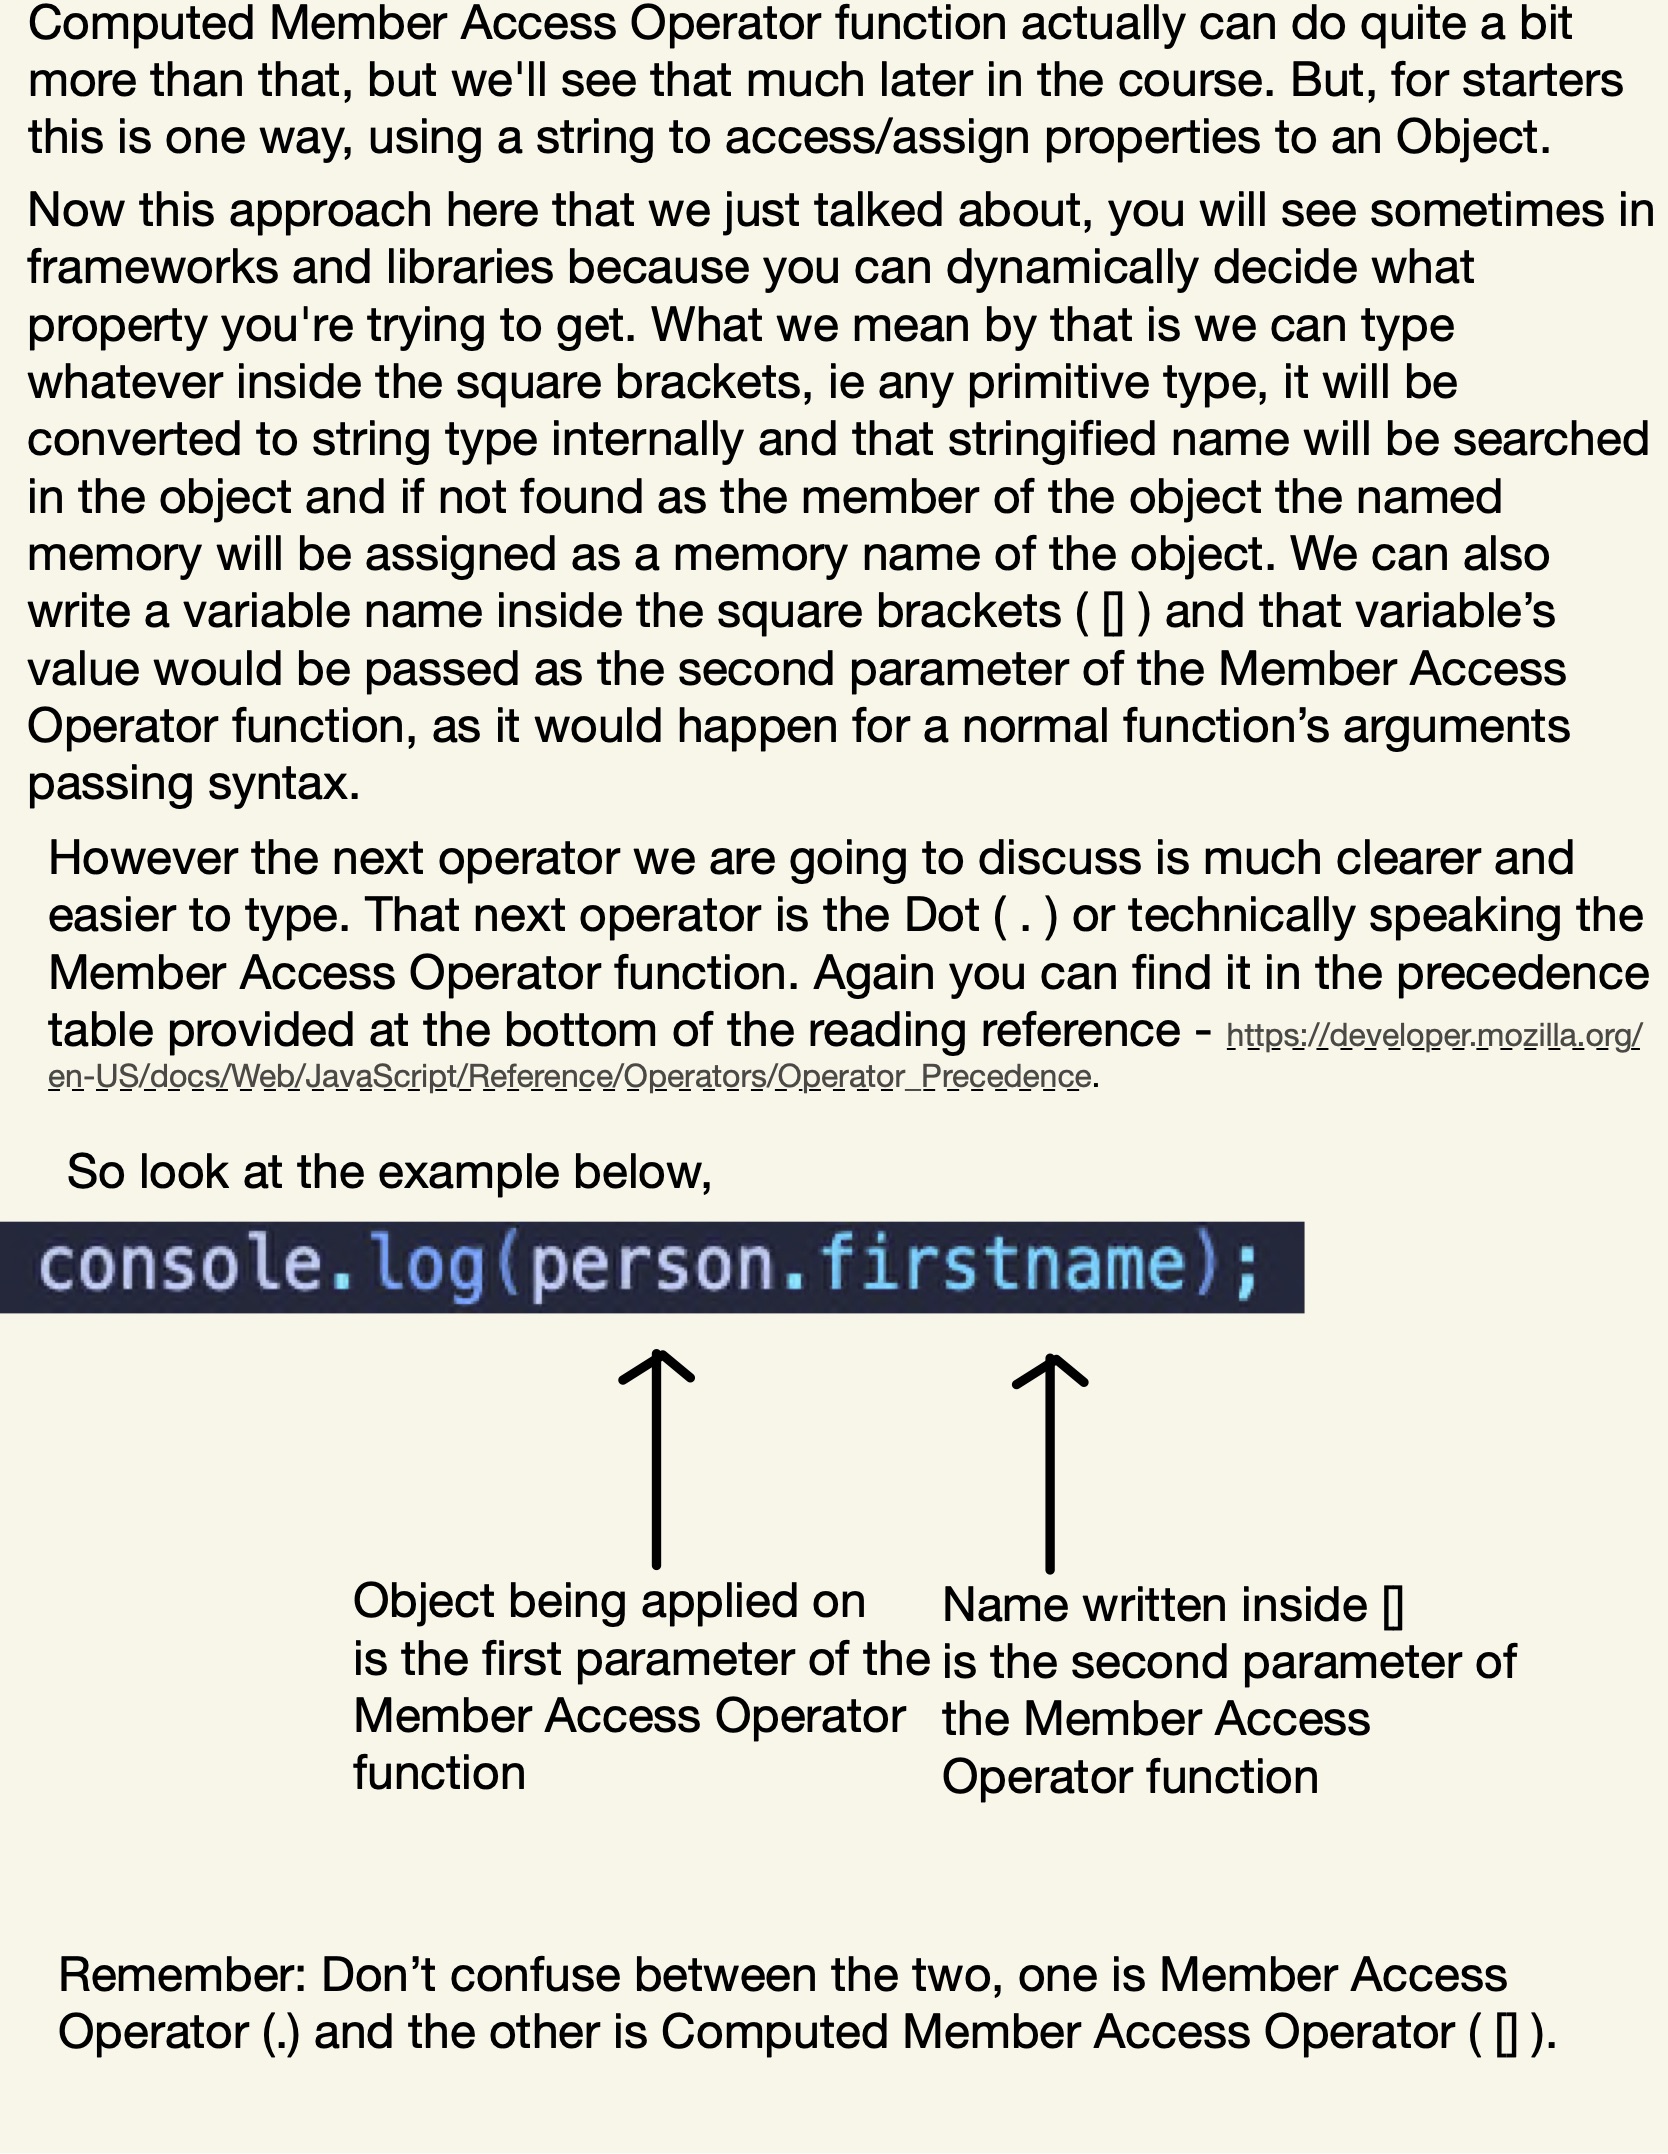 Computed Member Access Operator function actually can do quite a bit
more than that, but we'll see that much later in the course. But, for starters
this is one way, using a string to access/assign properties to an Object.
Now this approach here that we just talked about, you will see sometimes in
frameworks and libraries because you can dynamically decide what
property you're trying to get. What we mean by that is we can type
whatever inside the square brackets, ie any primitive type, it will be
converted to string type internally and that stringified name will be searched
in the object and if not found as the member of the object the named
memory will be assigned as a memory name of the object. We can also
write a variable name inside the square brackets ( [] ) and that variable’s
value would be passed as the second parameter of the Member Access
Operator function, as it would happen for a normal function’s arguments
passing syntax.
However the next operator we are going to discuss is much clearer and
easier to type. That next operator is the Dot ( . ) or technically speaking the
Member Access Operator function. Again you can find it in the precedence
table provided at the bottom of the reading reference - https://developer.mozilla.org/
en-US/docs/Web/JavaScript/Reference/Operators/Operator_Precedence.
So look at the example below,
console.log(person.firstname);
Object being applied on
is the first parameter of the
Member Access Operator
function
Name written inside []
is the second parameter of
the Member Access
Operator function
Remember: Don’t confuse between the two, one is Member Access
Operator (.) and the other is Computed Member Access Operator ( [] ).